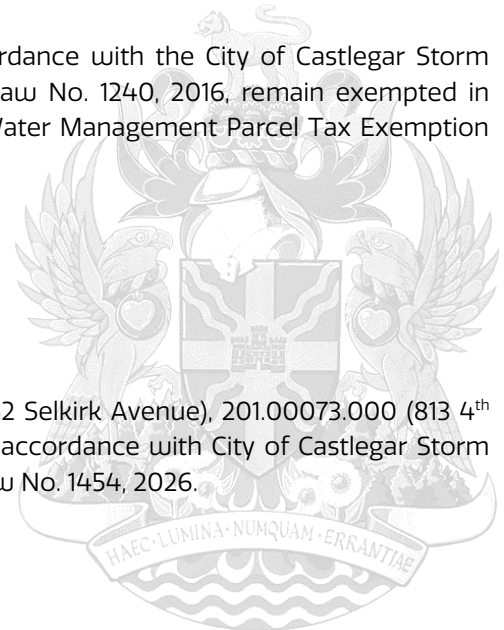 rdance with the City of Castlegar Storm
aw No. 1240, 2016, remain exempted in
Water Management Parcel Tax Exemption
2 Selkirk Avenue), 201.00073.000 (813 4th
accordance with City of Castlegar Storm
w No. 1454, 2026.
HAEC·LUMINA·NUMQUAM·ERRANTIAE